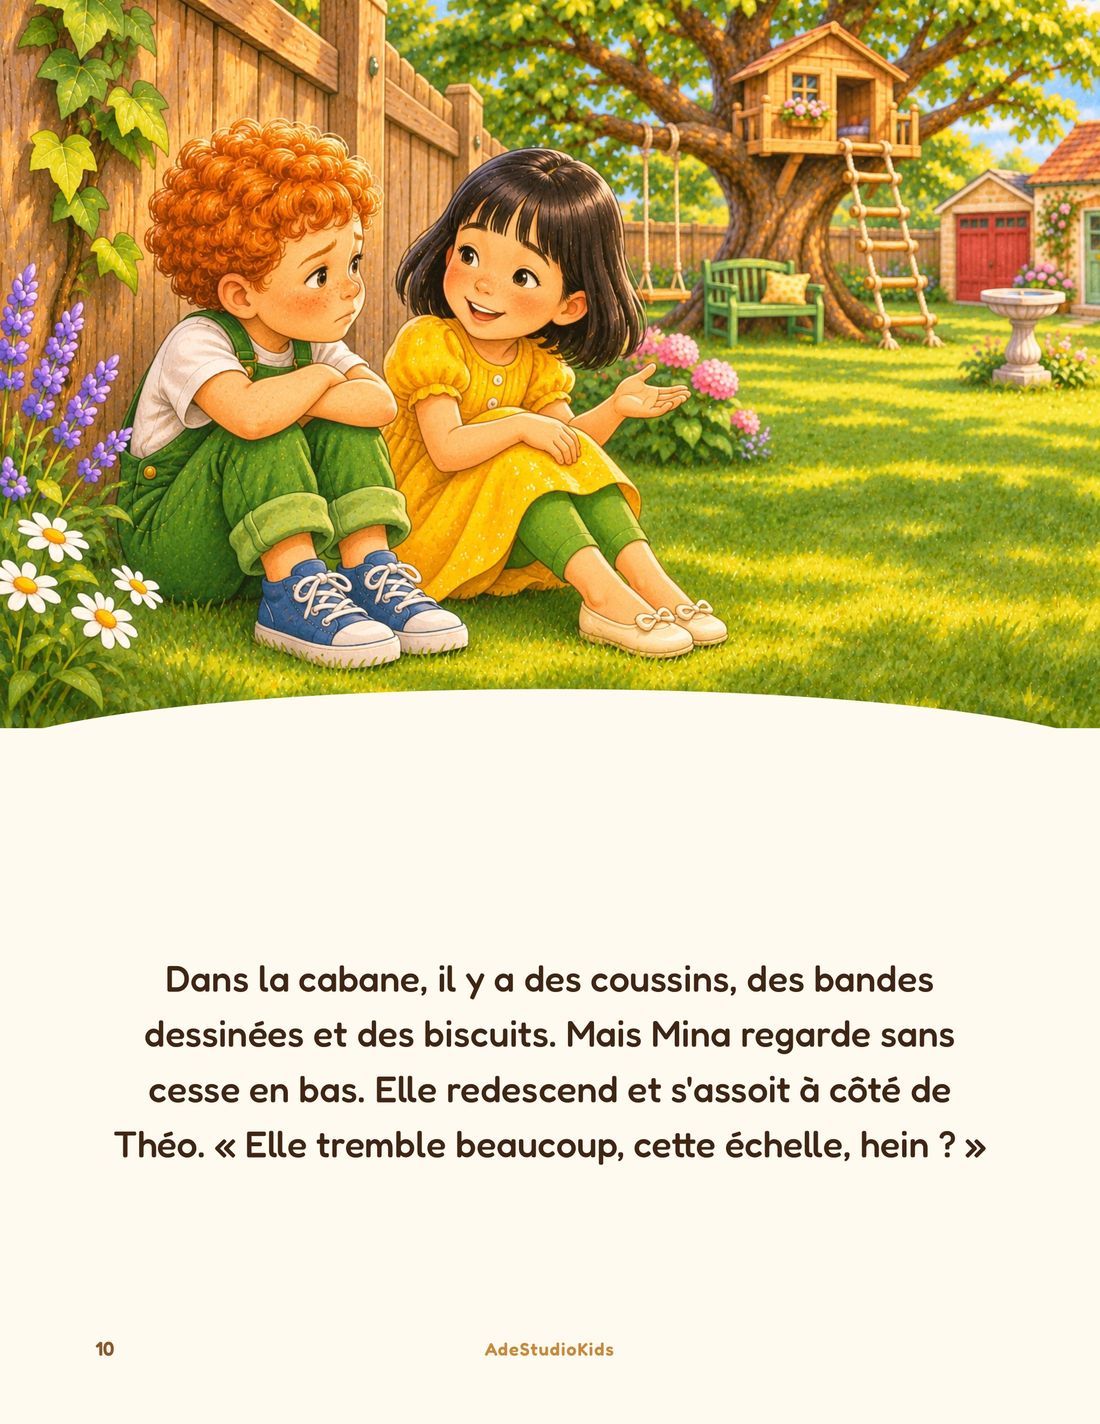 Dans la cabane, il y a des coussins, des bandes
dessinées et des biscuits. Mais Mina regarde sans
cesse en bas. Elle redescend et s'assoit à côté de
Théo. « Elle tremble beaucoup, cette échelle, hein ? »
10
AdeStudioKids